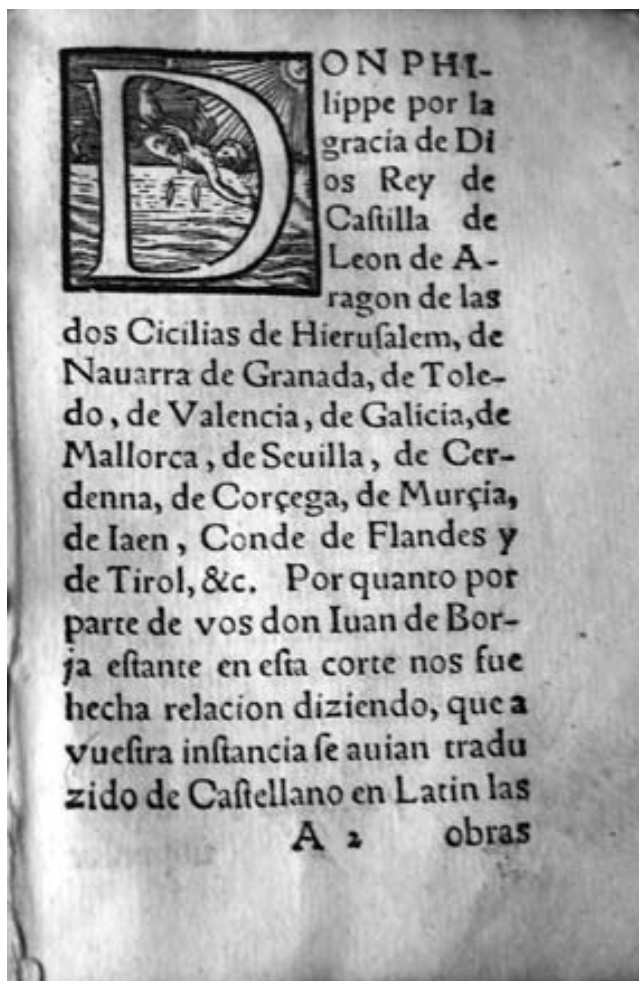 DON PHI-
lippe por la
gracia de Di
os Rey de
Caſtilla de
Leon de A-
ragon de las
dos Cicilias de Hieruſalem, de
Nauarra de Granada, de Tole-
do, de Valencia, de Galicia, de
Mallorca, de Seuilla, de Cer-
denna, de Corçega, de Murçia,
de Iaen, Conde de Flandes y
de Tirol, &c. Por quanto por
parte de vos don Iuan de Bor-
ja eſtante en eſta corte nos fue
hecha relacion diziendo, que a
vueſtra inſtancia ſe auian tradu
zido de Caſtellano en Latin las
A 2 obras